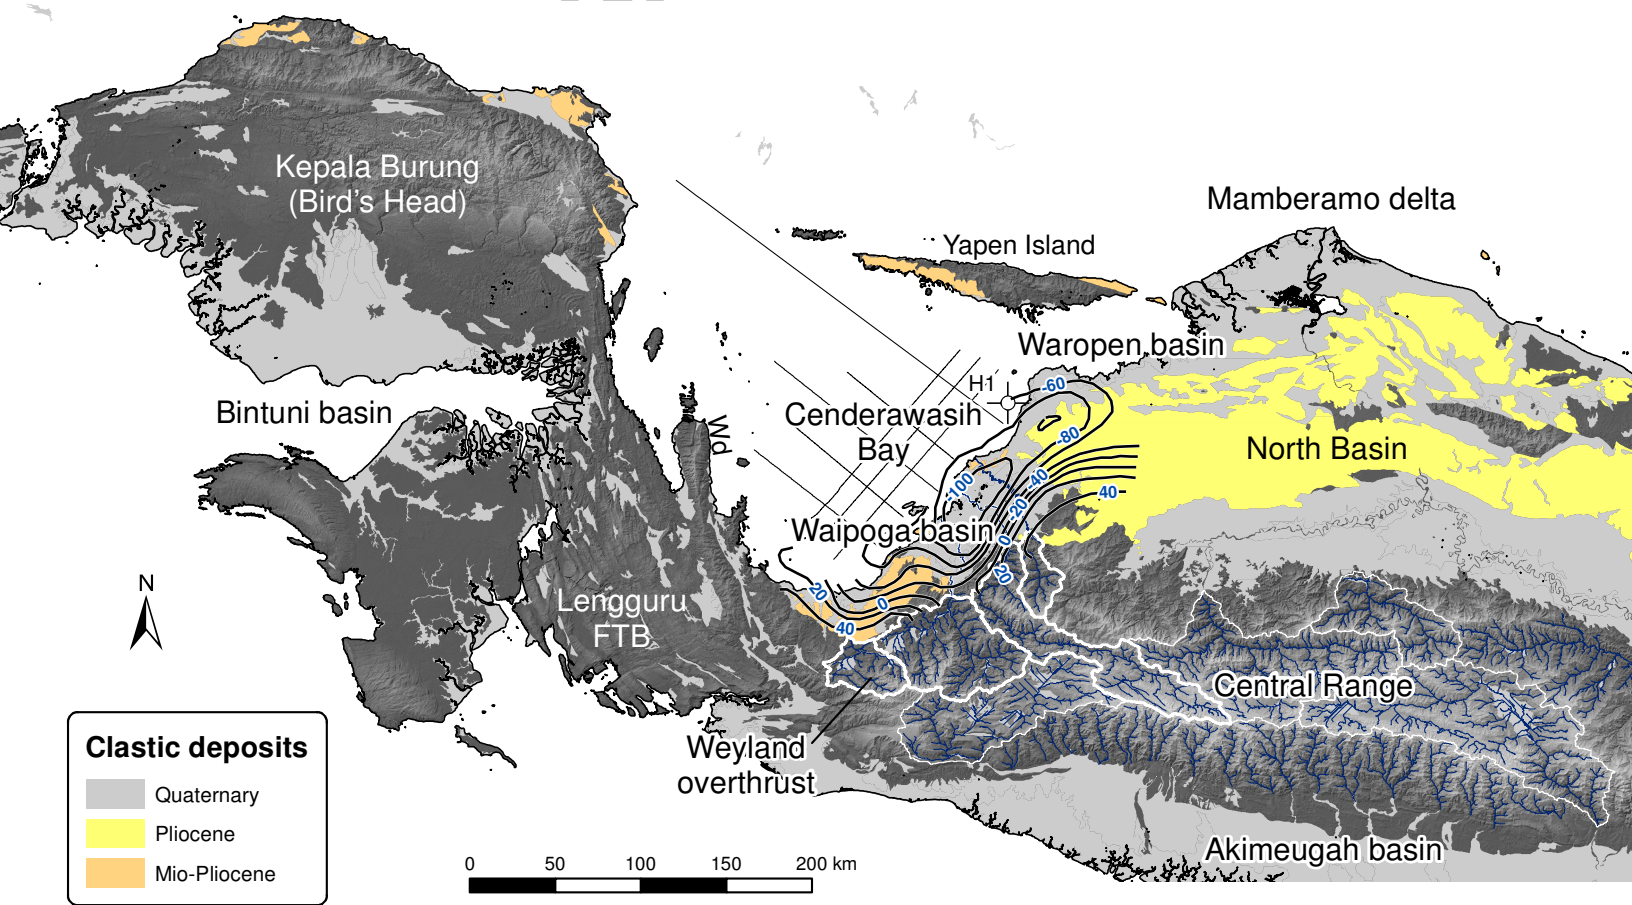 Kepala Burung
(Bird's Head)
Mamberamo delta
Yapen Island
Waropen basin
H1
-60
Bintuni basin
Wd
Cenderawasih
Bay
-80
North Basin
-100
-40
40
-20
Waipoga basin
0
20
20
0
40
N
Lengguru
FTB
Central Range
Weyland
overthrust
Akimeugah basin
Clastic deposits
Quaternary
Pliocene
Mio-Pliocene
0 50 100 150 200 km